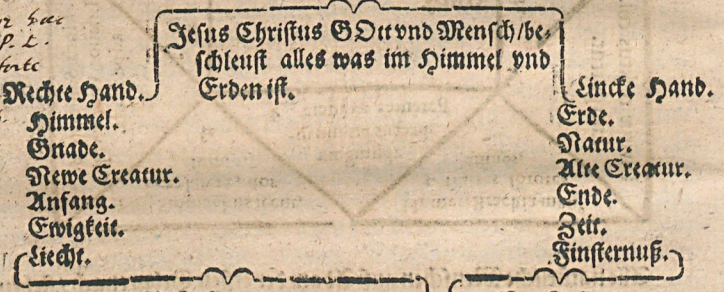 Jesus Christus GOtt vnd Mensch/be-
schleust alles was im Himmel vnd
Erden ist.
Rechte Hand.
Himmel.
Gnade.
Newe Creatur.
Anfang.
Ewigkeit.
Liecht.
Lincke Hand.
Erde.
Natur.
Alte Creatur.
Ende.
Zeit.
Finsternuß.